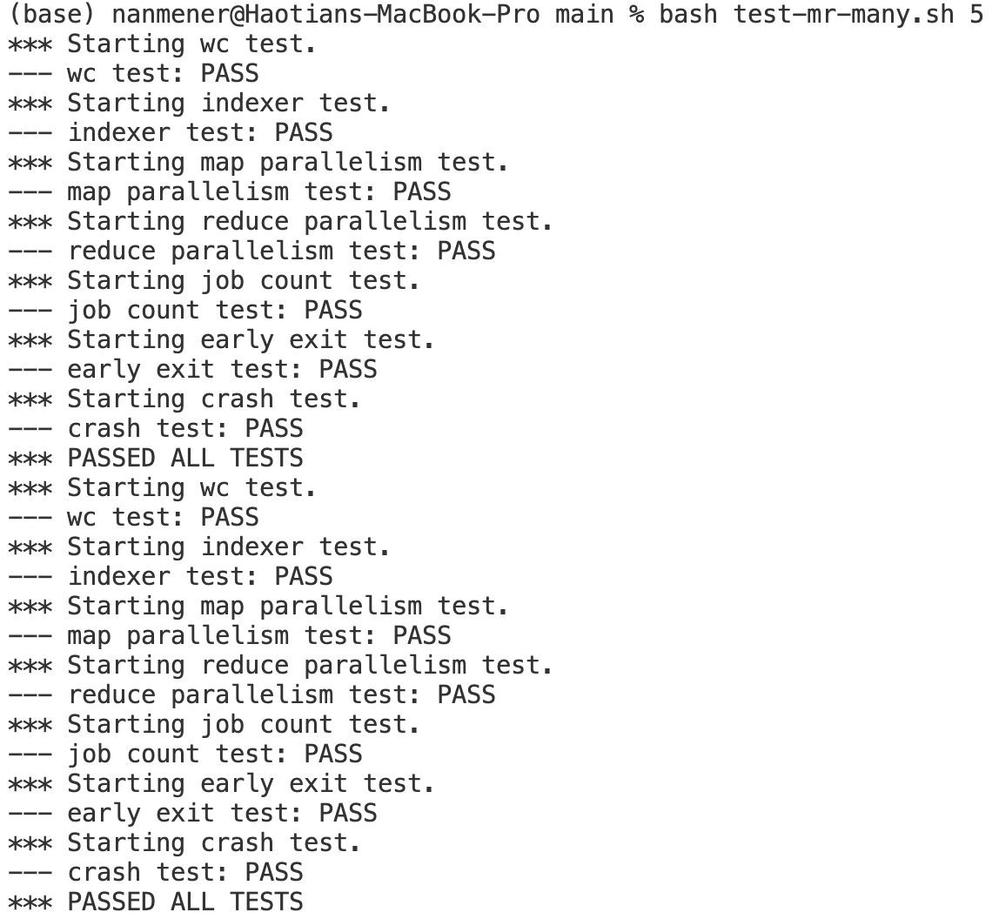 (base) nanmener@Haotians-MacBook-Pro main % bash test-mr-many.sh 5
*** Starting wc test.
--- wc test: PASS
*** Starting indexer test.
--- indexer test: PASS
*** Starting map parallelism test.
--- map parallelism test: PASS
*** Starting reduce parallelism test.
--- reduce parallelism test: PASS
*** Starting job count test.
--- job count test: PASS
*** Starting early exit test.
--- early exit test: PASS
*** Starting crash test.
--- crash test: PASS
*** PASSED ALL TESTS
*** Starting wc test.
--- wc test: PASS
*** Starting indexer test.
--- indexer test: PASS
*** Starting map parallelism test.
--- map parallelism test: PASS
*** Starting reduce parallelism test.
--- reduce parallelism test: PASS
*** Starting job count test.
--- job count test: PASS
*** Starting early exit test.
--- early exit test: PASS
*** Starting crash test.
--- crash test: PASS
*** PASSED ALL TESTS